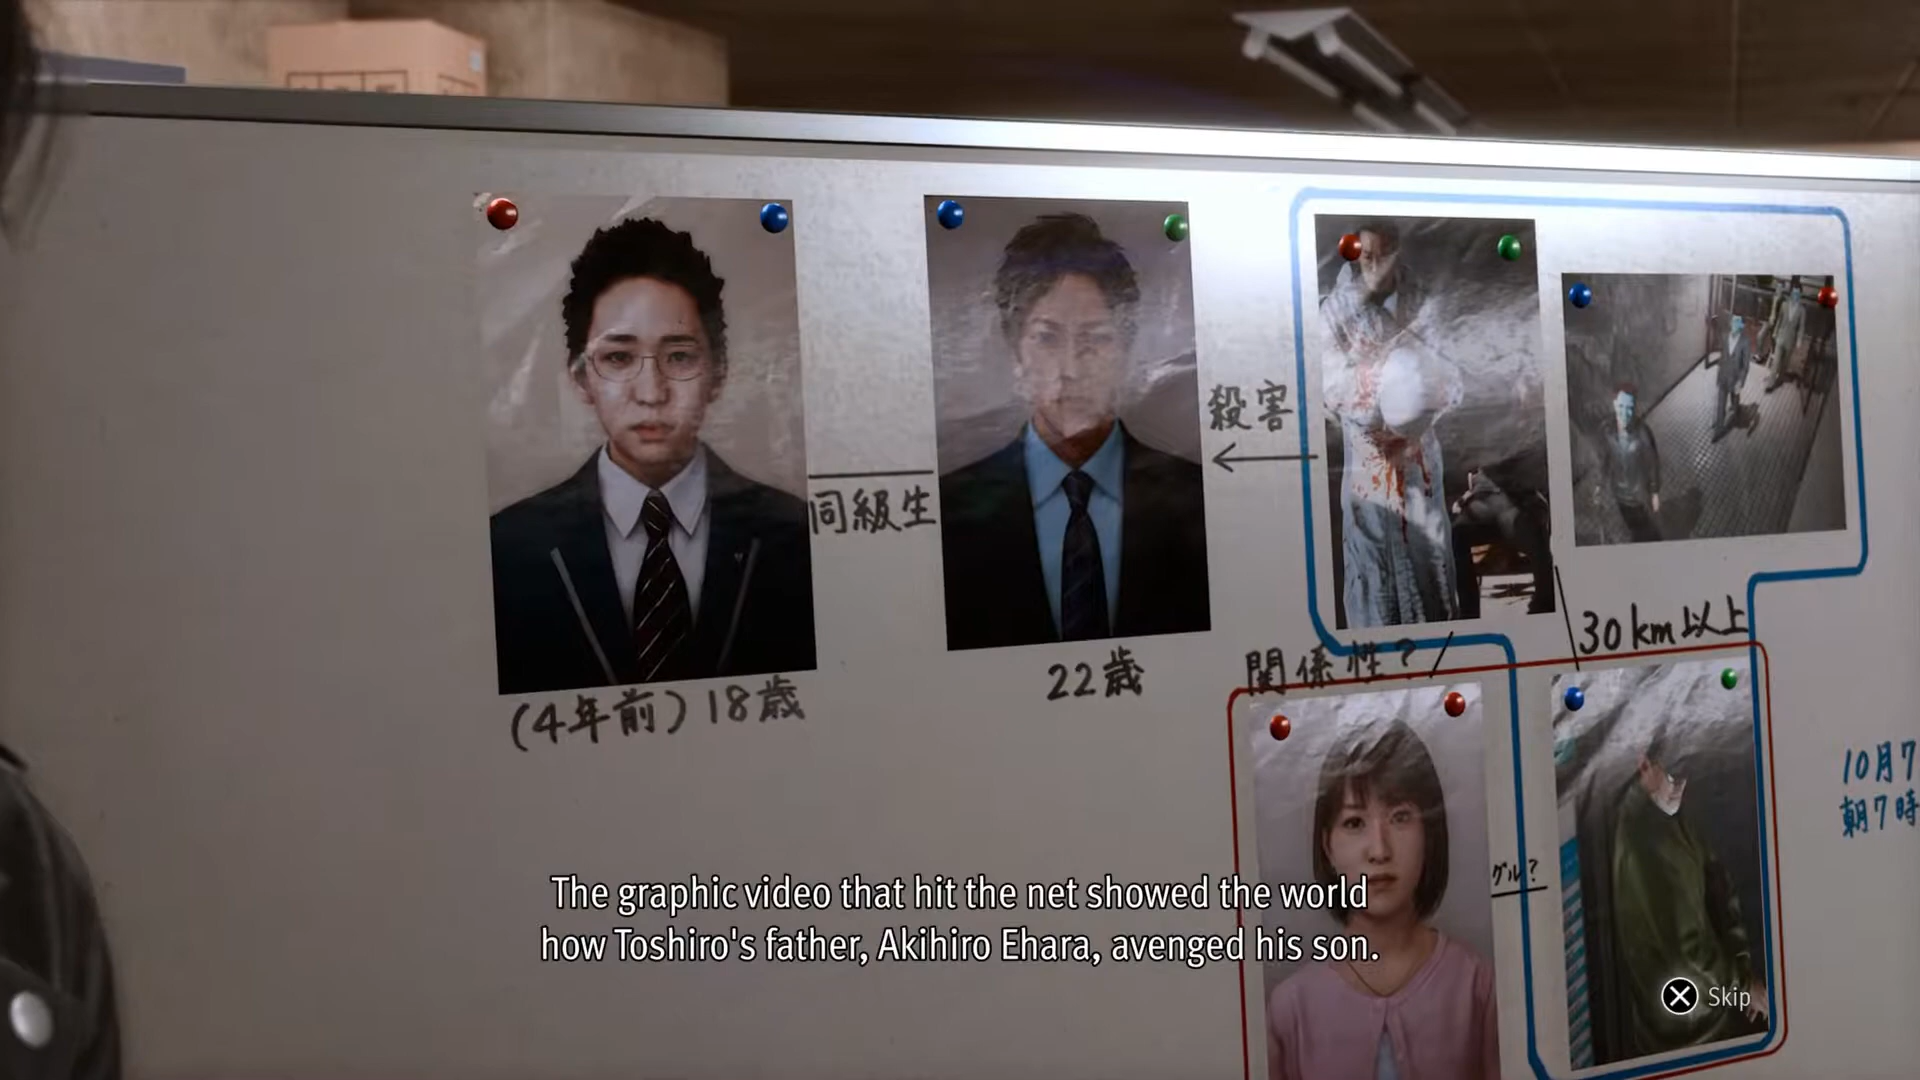 殺害
同級生
30km以上
関係性?
22歳
(4年前)18歳
10月7
朝7時
グル?
The graphic video that hit the net showed the world
how Toshiro's father, Akihiro Ehara, avenged his son.
Skip